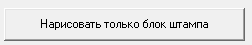 Нарисовать только блок штампа